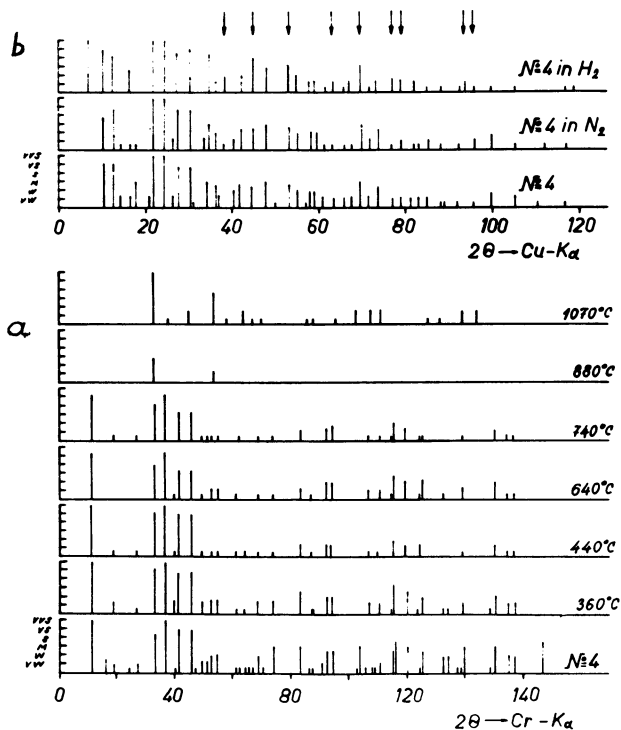 b
№4 in H₂
№4 in N₂
№4
0 20 40 60 80 100 120
2Θ → Cu-Kα
a
1070°C
880°C
740°C
640°C
440°C
360°C
№4
0 40 80 120 140
2Θ → Cr-Kα